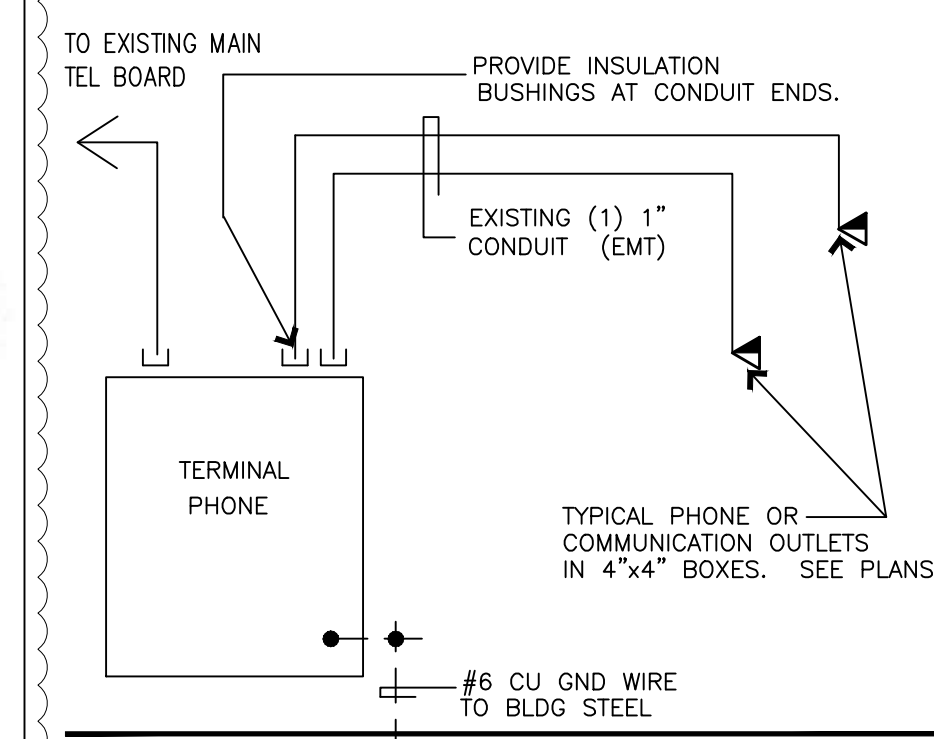 TO EXISTING MAIN
TEL BOARD
PROVIDE INSULATION
BUSHINGS AT CONDUIT ENDS.
EXISTING (1) 1"
CONDUIT (EMT)
TERMINAL
PHONE
TYPICAL PHONE OR
COMMUNICATION OUTLETS
IN 4"x4" BOXES. SEE PLANS
#6 CU GND WIRE
TO BLDG STEEL